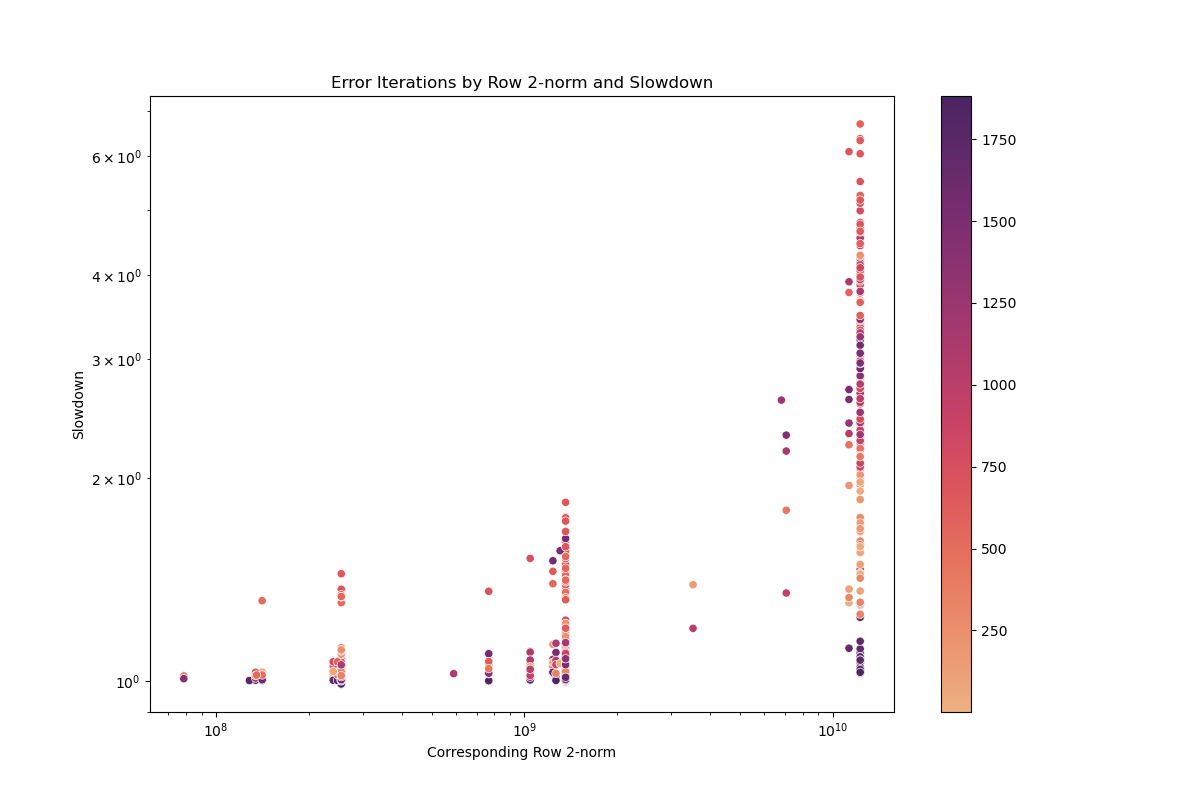 Error Iterations by Row 2-norm and Slowdown
6 × 10⁰
4 × 10⁰
3 × 10⁰
2 × 10⁰
10⁰
Slowdown
10⁸
10⁹
10¹⁰
Corresponding Row 2-norm
1750
1500
1250
1000
750
500
250